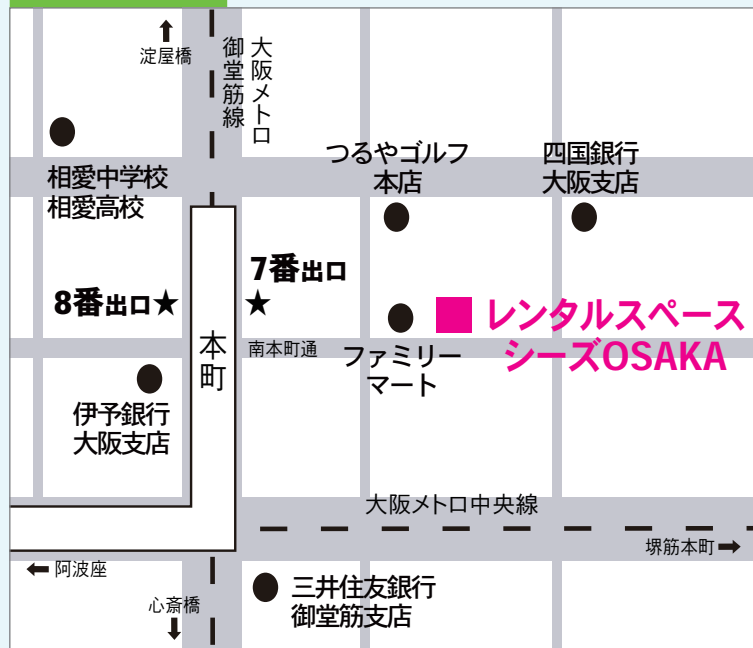 淀屋橋
大阪メトロ
御堂筋線
相愛中学校
相愛高校
つるやゴルフ
本店
四国銀行
大阪支店
8番出口★
7番出口
★
レンタルスペース
シーズOSAKA
本町
南本町通
ファミリー
マート
伊予銀行
大阪支店
大阪メトロ中央線
堺筋本町
阿波座
心斎橋
三井住友銀行
御堂筋支店